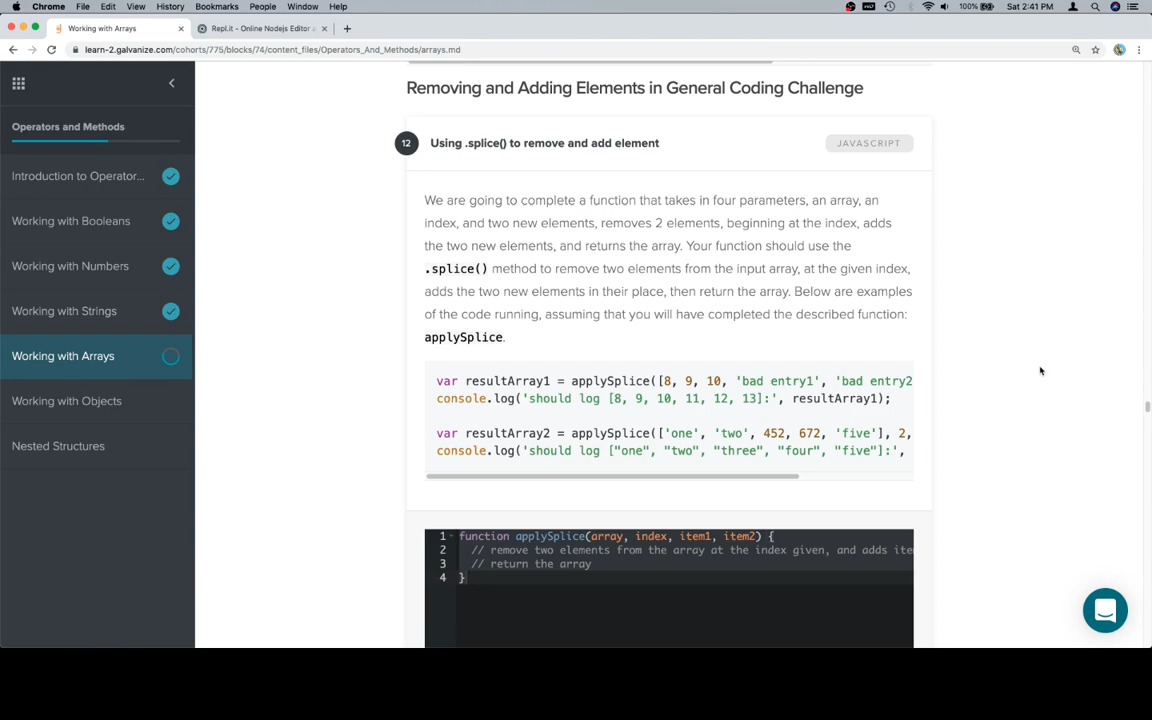 Chrome File Edit View History Bookmarks People Window Help
100% Sat 2:41 PM
Working with Arrays
Repl.it - Online Nodejs Editor
learn-2.galvanize.com/cohorts/775/blocks/74/content_files/Operators_And_Methods/arrays.md
Operators and Methods
Introduction to Operator...
Working with Booleans
Working with Numbers
Working with Strings
Working with Arrays
Working with Objects
Nested Structures
Removing and Adding Elements in General Coding Challenge
12 Using .splice() to remove and add element JAVASCRIPT
We are going to complete a function that takes in four parameters, an array, an
index, and two new elements, removes 2 elements, beginning at the index, adds
the two new elements, and returns the array. Your function should use the
.splice() method to remove two elements from the input array, at the given index,
adds the two new elements in their place, then return the array. Below are examples
of the code running, assuming that you will have completed the described function:
applySplice.
var resultArray1 = applySplice([8, 9, 10, 'bad entry1', 'bad entry2
console.log('should log [8, 9, 10, 11, 12, 13]:', resultArray1);
var resultArray2 = applySplice(['one', 'two', 452, 672, 'five'], 2,
console.log('should log ["one", "two", "three", "four", "five"]:',
1 function applySplice(array, index, item1, item2) {
2 // remove two elements from the array at the index given, and adds ite
3 // return the array
4 }